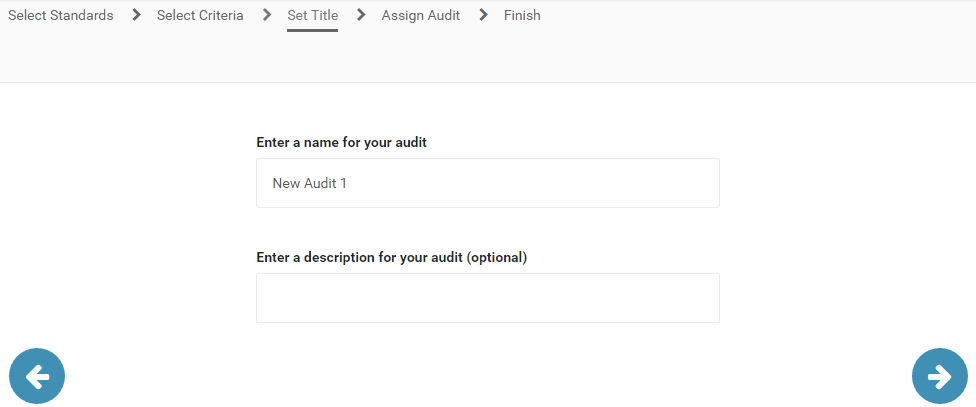 Select Standards > Select Criteria > Set Title > Assign Audit > Finish
Enter a name for your audit
New Audit 1
Enter a description for your audit (optional)